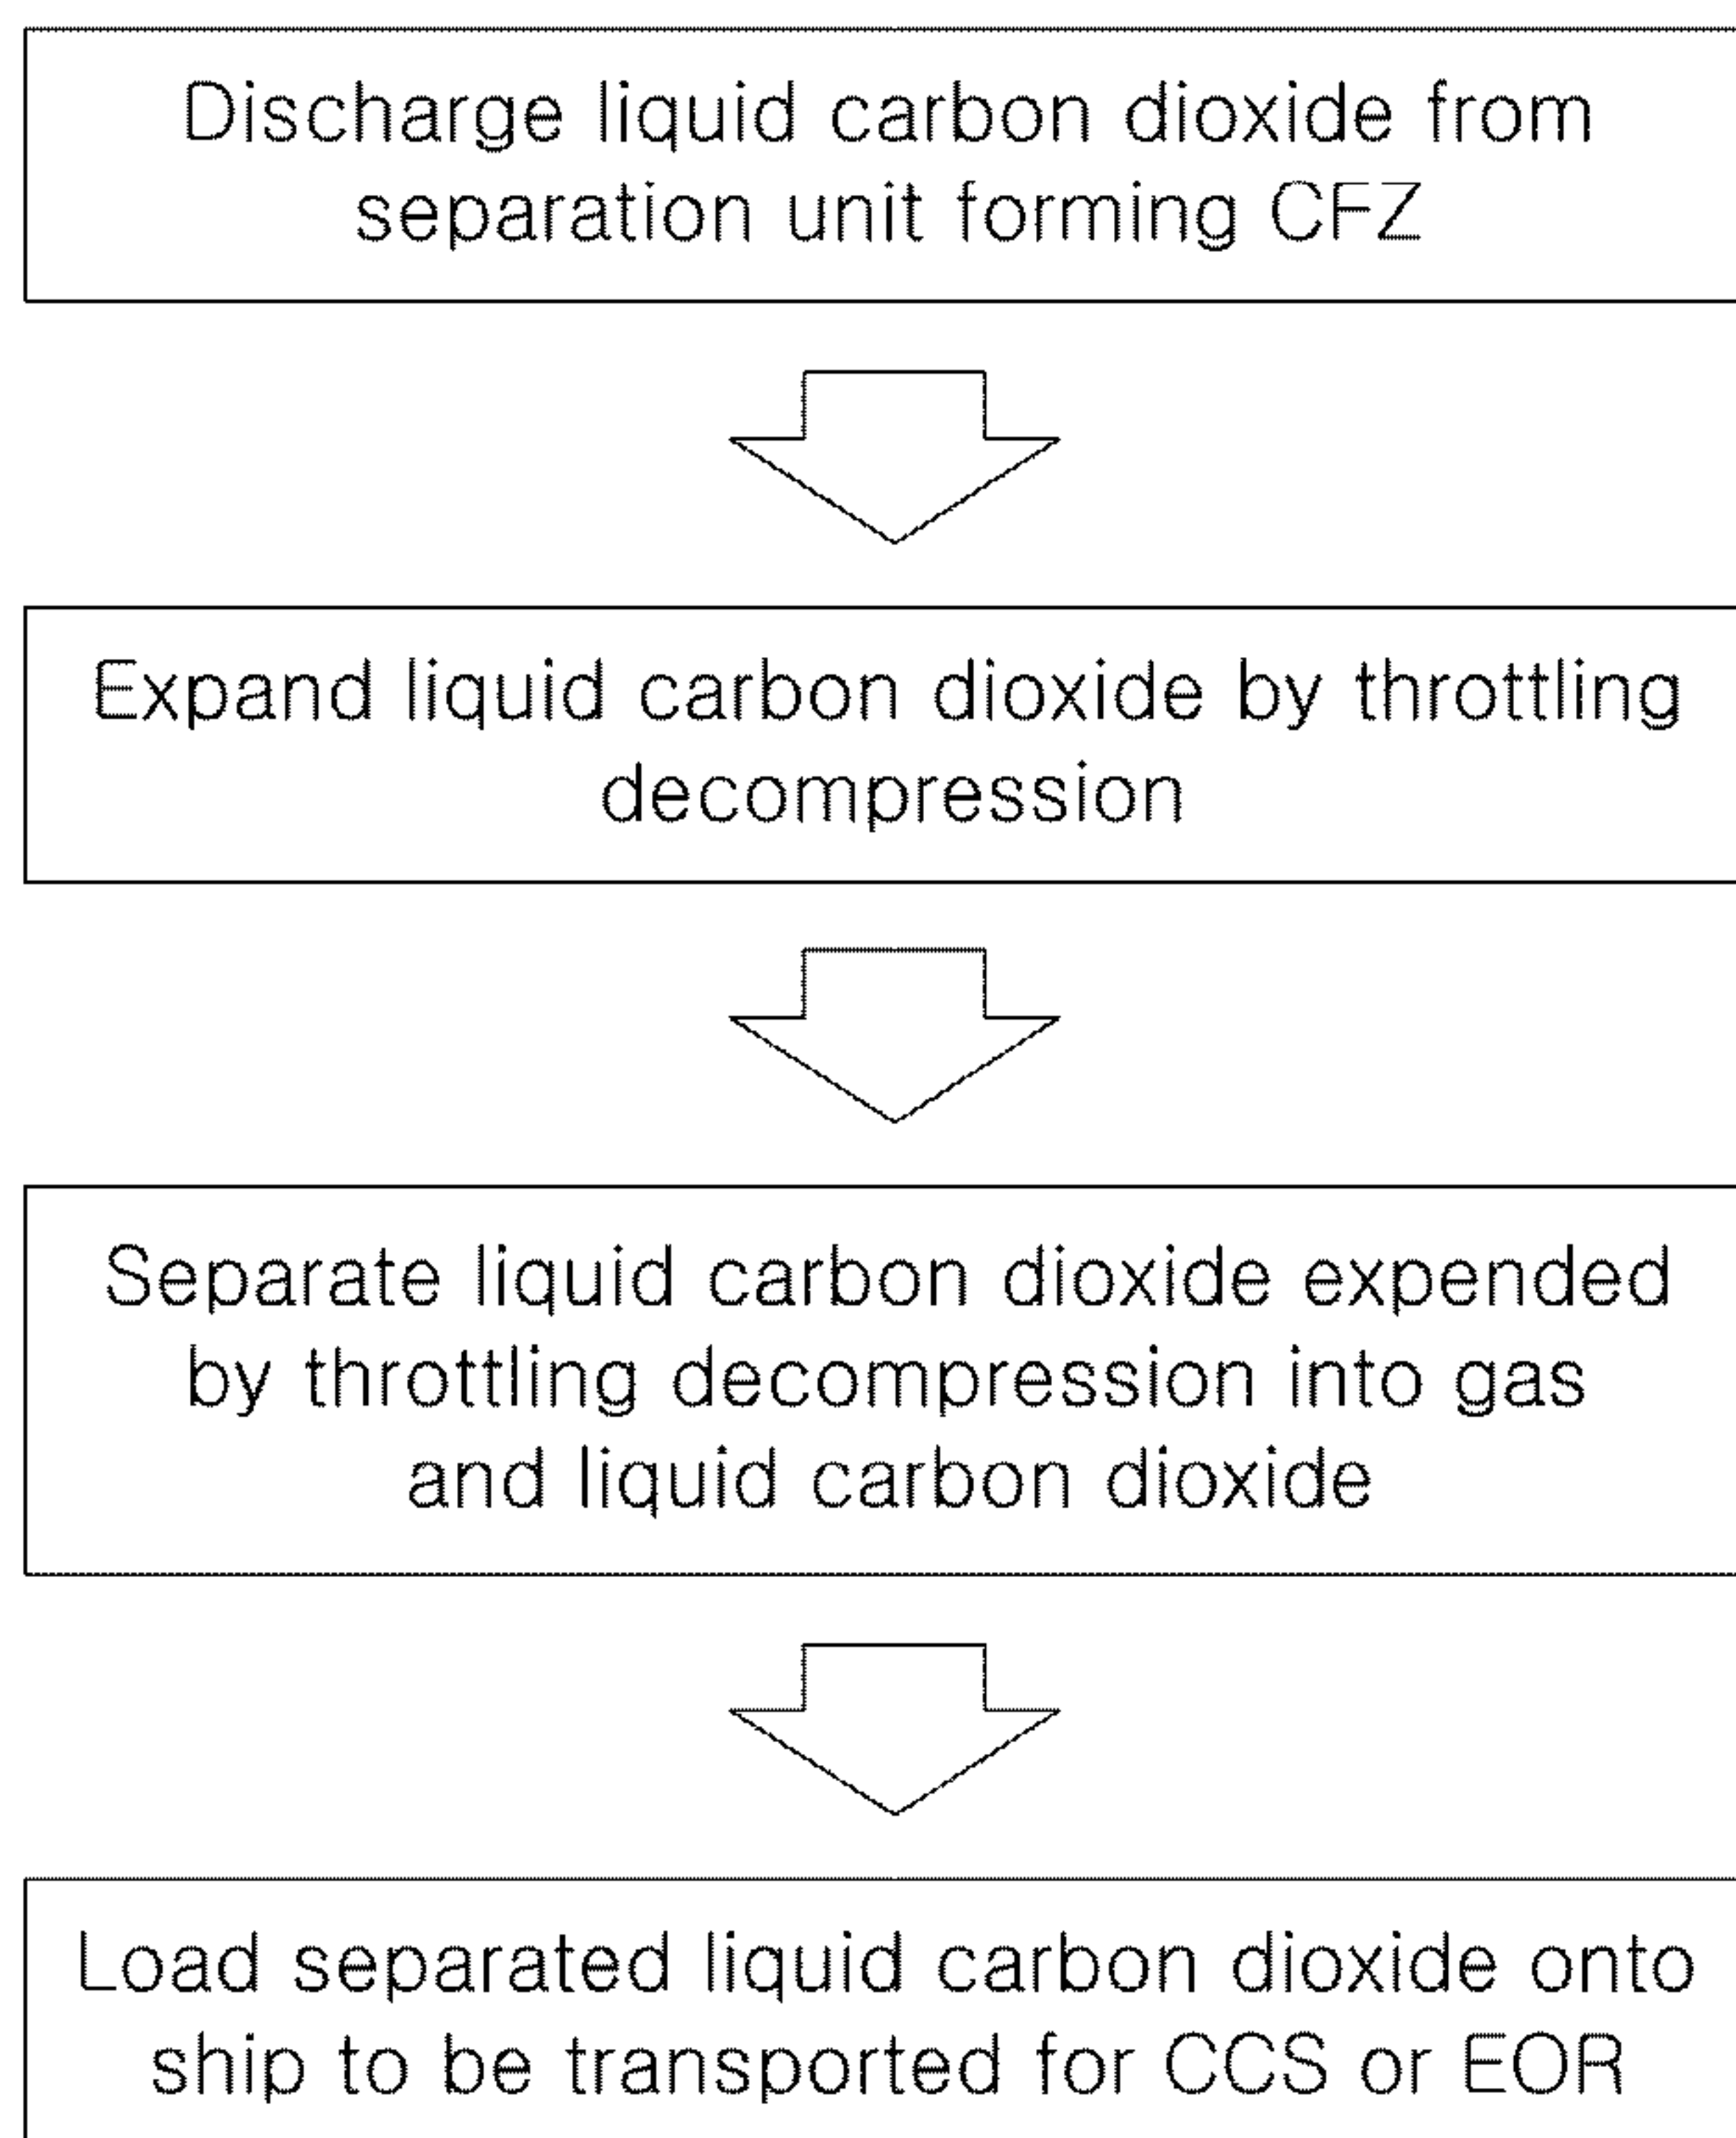 Discharge liquid carbon dioxide from
separation unit forming CFZ
Expand liquid carbon dioxide by throttling
decompression
Separate liquid carbon dioxide expended
by throttling decompression into gas
and liquid carbon dioxide
Load separated liquid carbon dioxide onto
ship to be transported for CCS or EOR